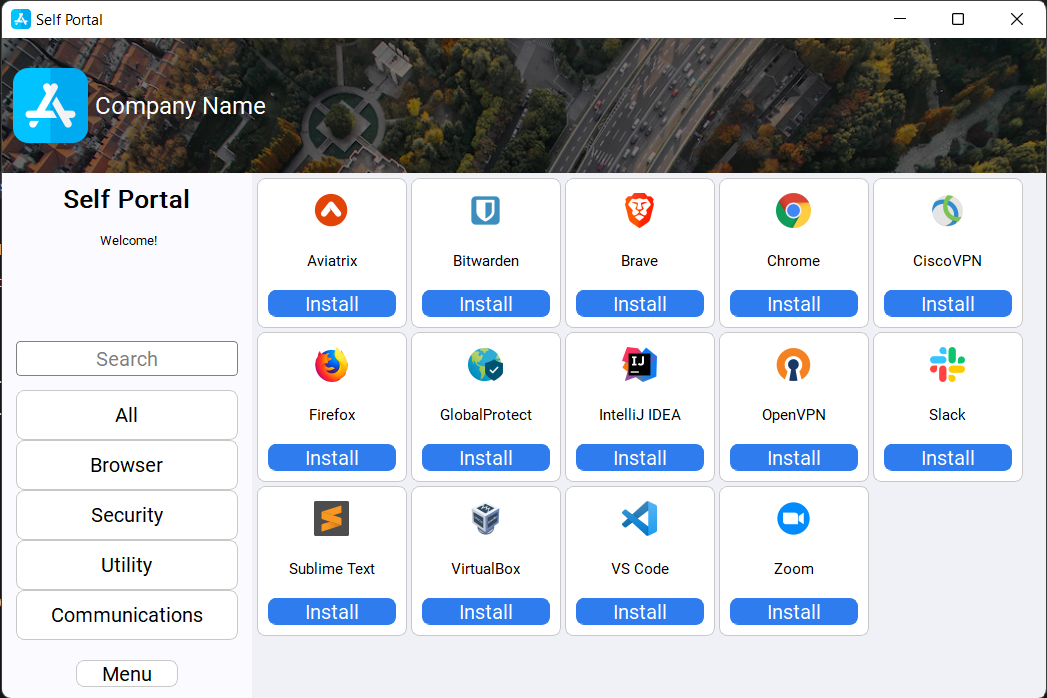 Self Portal
Company Name
Self Portal
Welcome!
Search
All
Browser
Security
Utility
Communications
Menu
Aviatrix
Install
Bitwarden
Install
Brave
Install
Chrome
Install
CiscoVPN
Install
Firefox
Install
GlobalProtect
Install
IJ
IntelliJ IDEA
Install
OpenVPN
Install
Slack
Install
Sublime Text
Install
VirtualBox
Install
VS Code
Install
Zoom
Install